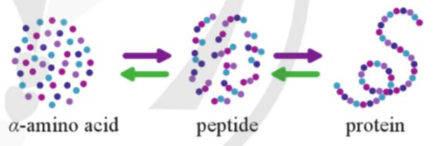 α-amino acid peptide protein